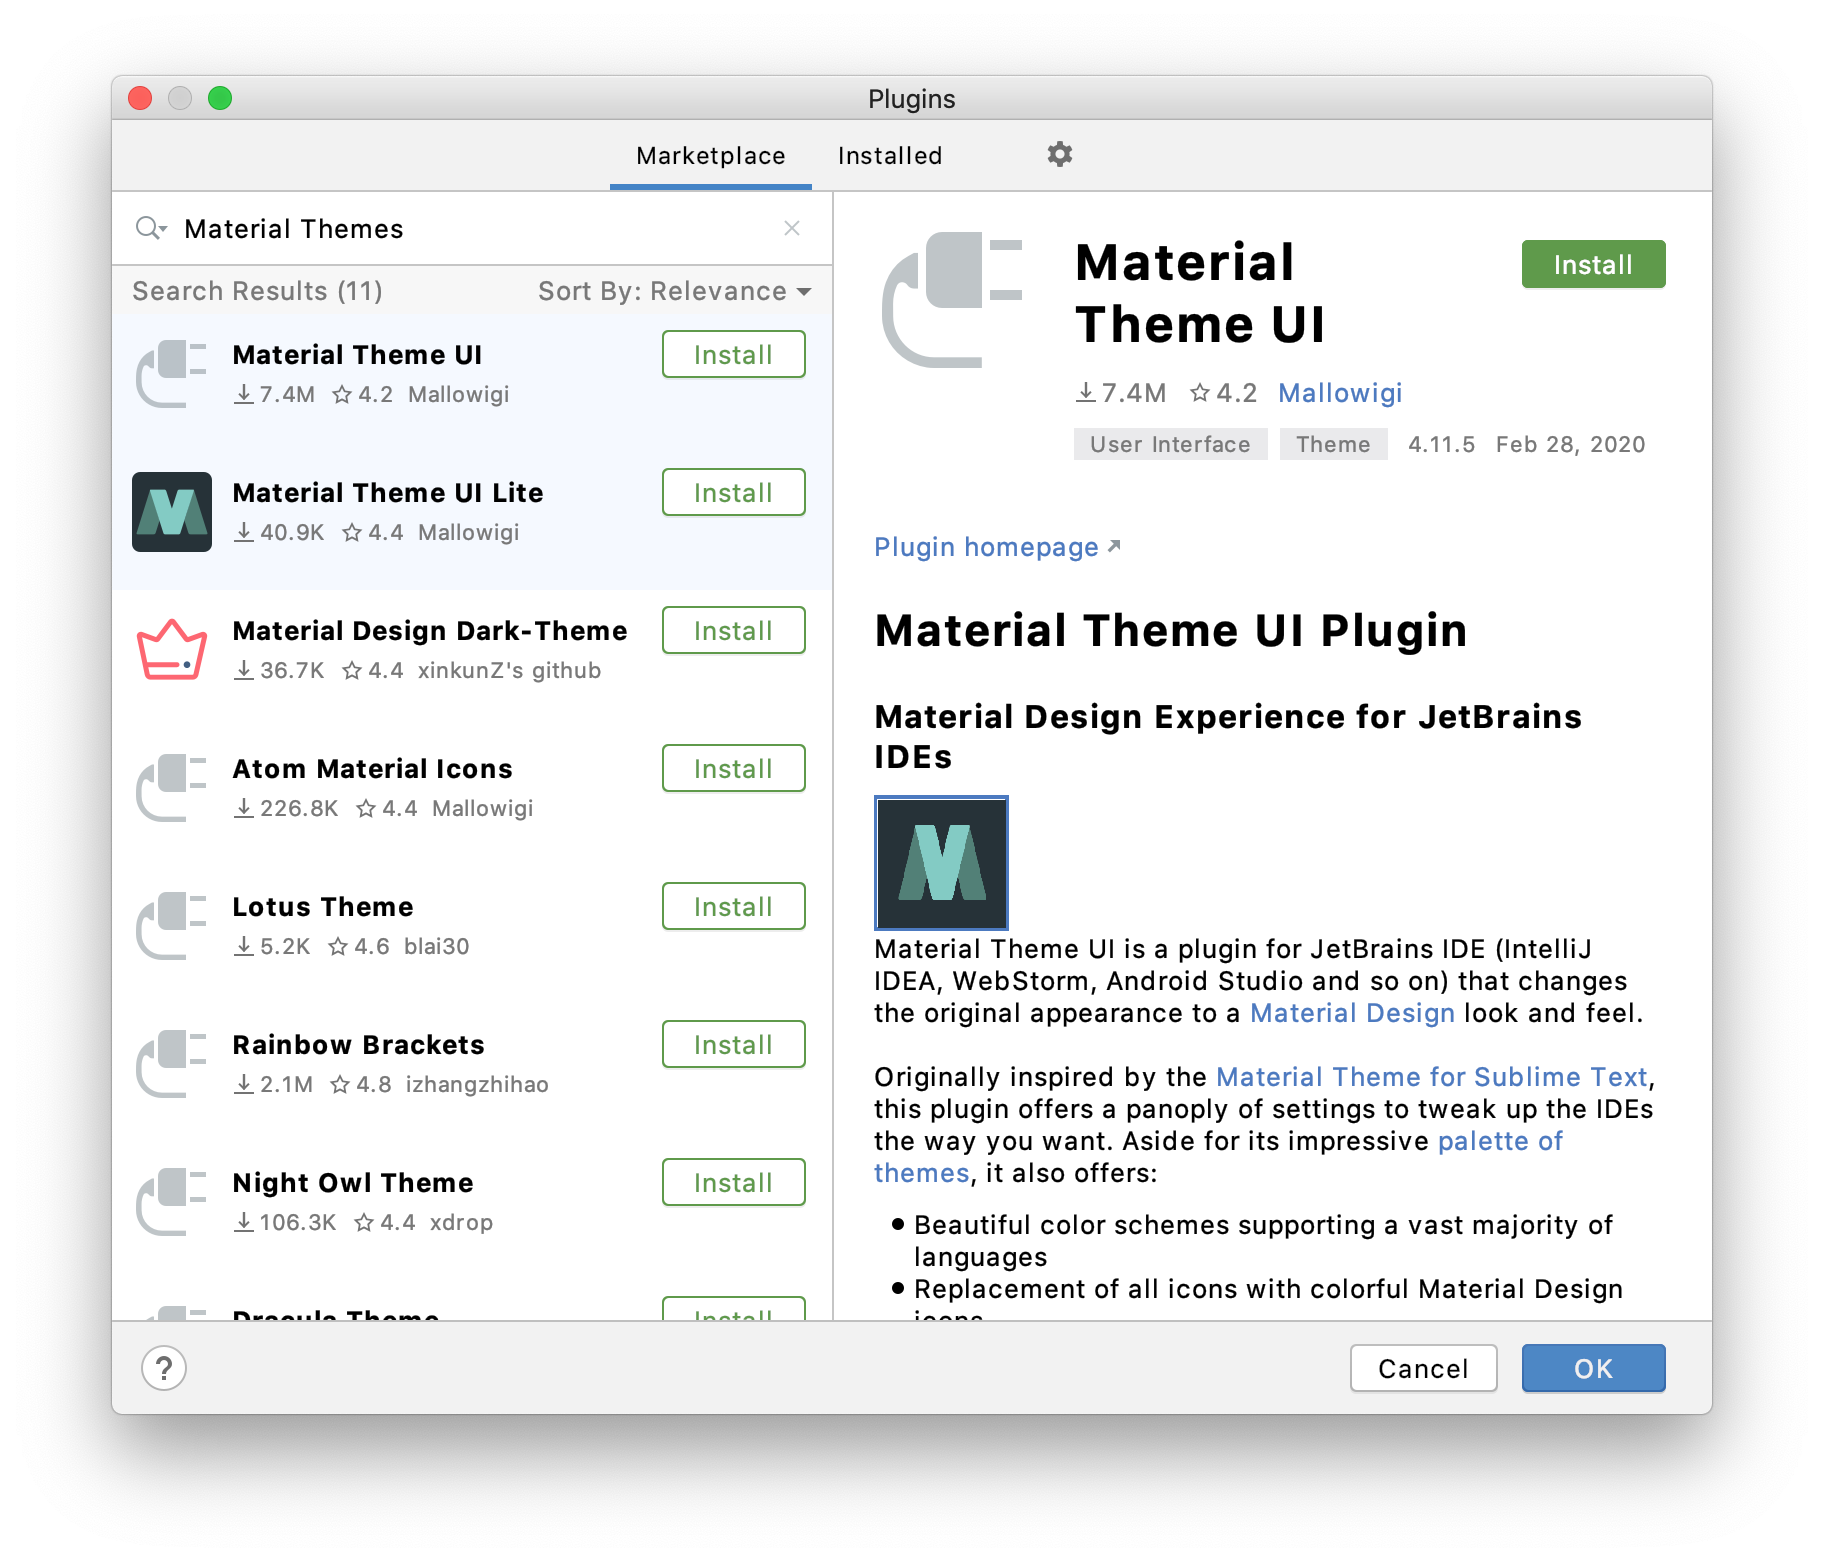 Plugins
Marketplace
Installed
Material Themes
Search Results (11)
Sort By: Relevance
Material Theme UI
7.4M 4.2 Mallowigi
Install
Material Theme UI Lite
40.9K 4.4 Mallowigi
Install
Material Design Dark-Theme
36.7K 4.4 xinkunZ's github
Install
Atom Material Icons
226.8K 4.4 Mallowigi
Install
Lotus Theme
5.2K 4.6 blai30
Install
Rainbow Brackets
2.1M 4.8 izhangzhihao
Install
Night Owl Theme
106.3K 4.4 xdrop
Install
Dracula Theme
Install
Material
Theme UI
Install
7.4M 4.2 Mallowigi
User Interface Theme 4.11.5 Feb 28, 2020
Plugin homepage
Material Theme UI Plugin
Material Design Experience for JetBrains
IDEs
Material Theme UI is a plugin for JetBrains IDE (IntelliJ
IDEA, WebStorm, Android Studio and so on) that changes
the original appearance to a Material Design look and feel.
Originally inspired by the Material Theme for Sublime Text,
this plugin offers a panoply of settings to tweak up the IDEs
the way you want. Aside for its impressive palette of
themes, it also offers:
Beautiful color schemes supporting a vast majority of
languages
Replacement of all icons with colorful Material Design
icons
?
Cancel
OK